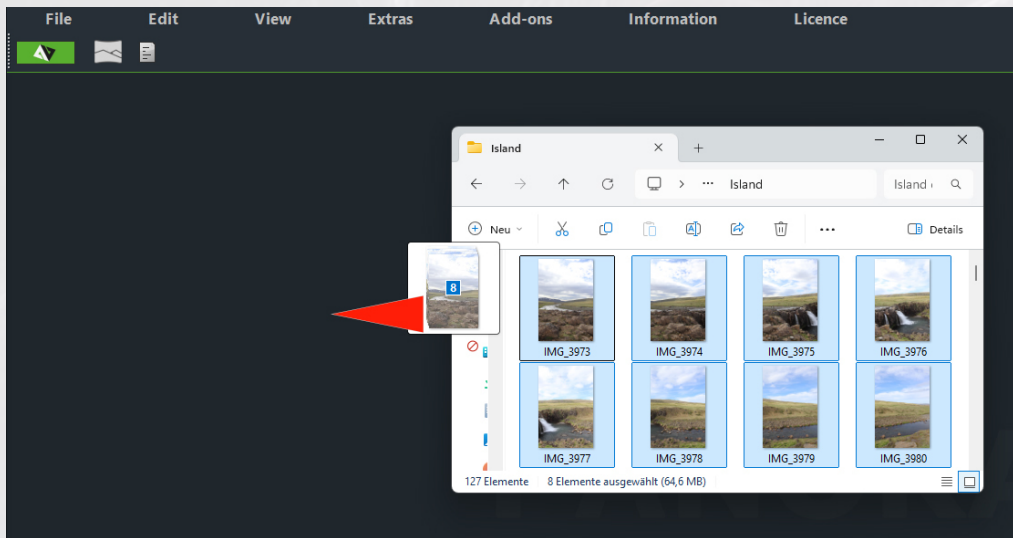 File Edit View Extras Add-ons Information Licence
Island
Island
Island
Neu
Details
8
IMG_3973 IMG_3974 IMG_3975 IMG_3976
IMG_3977 IMG_3978 IMG_3979 IMG_3980
127 Elemente 8 Elemente ausgewählt (64,6 MB)